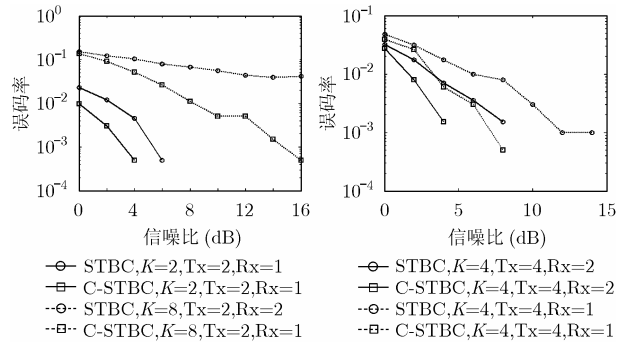 10^0
10^-1
10^-2
10^-3
10^-4
误码率
0 4 8 12 16
信噪比 (dB)
STBC,K=2,Tx=2,Rx=1
C-STBC,K=2,Tx=2,Rx=1
STBC,K=8,Tx=2,Rx=2
C-STBC,K=8,Tx=2,Rx=1
10^-1
10^-2
10^-3
10^-4
误码率
0 5 10 15
信噪比 (dB)
STBC,K=4,Tx=4,Rx=2
C-STBC,K=4,Tx=4,Rx=2
STBC,K=4,Tx=4,Rx=1
C-STBC,K=4,Tx=4,Rx=1